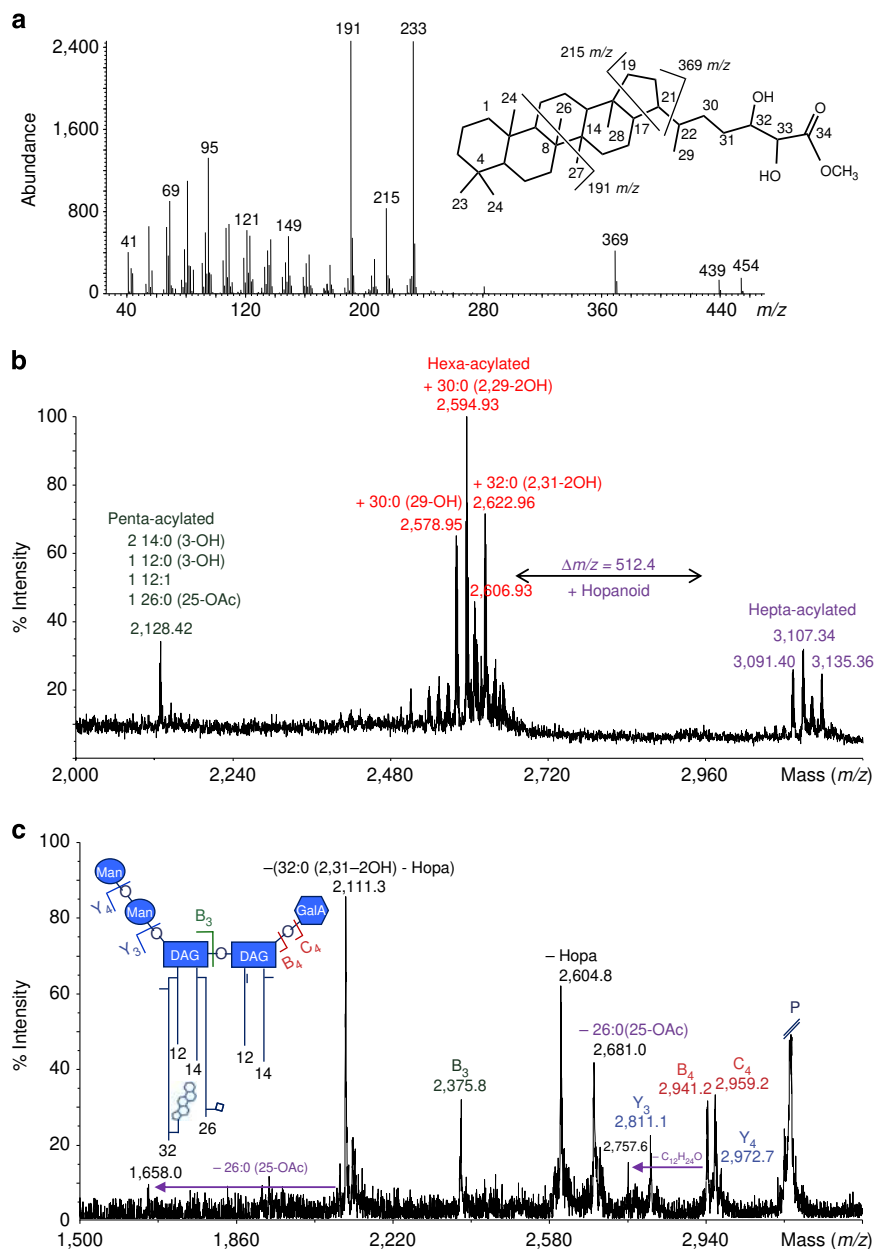 a
Abundance
2,400
1,600
800
0
41
69
95
121
149
191
215
233
369
439
454
40
120
200
280
360
440
m/z
215 m/z
369 m/z
191 m/z
1
4
23
24
24
8
26
27
14
28
19
17
21
22
29
30
31
OH
32
33
HO
O
34
OCH3
b
% Intensity
100
80
60
40
20
Penta-acylated
2 14:0 (3-OH)
1 12:0 (3-OH)
1 12:1
1 26:0 (25-OAc)
2,128.42
Hexa-acylated
+ 30:0 (2,29-2OH)
2,594.93
+ 30:0 (29-OH)
2,578.95
+ 32:0 (2,31-2OH)
2,622.96
2,606.93
Δm/z = 512.4
+ Hopanoid
Hepta-acylated
3,107.34
3,091.40
3,135.36
2,000
2,240
2,480
2,720
2,960
Mass (m/z)
c
% Intensity
100
80
60
40
20
0
Man
Man
Y4
Y3
B3
DAG
DAG
B4
C4
GalA
12
14
12
14
32
26
–(32:0 (2,31–2OH) - Hopa)
2,111.3
1,658.0
– 26:0 (25-OAc)
B3
2,375.8
– Hopa
2,604.8
– 26:0(25-OAc)
2,681.0
2,757.6
– C12H24O
Y3
2,811.1
B4
2,941.2
C4
2,959.2
Y4
2,972.7
P
1,500
1,860
2,220
2,580
2,940
Mass (m/z)